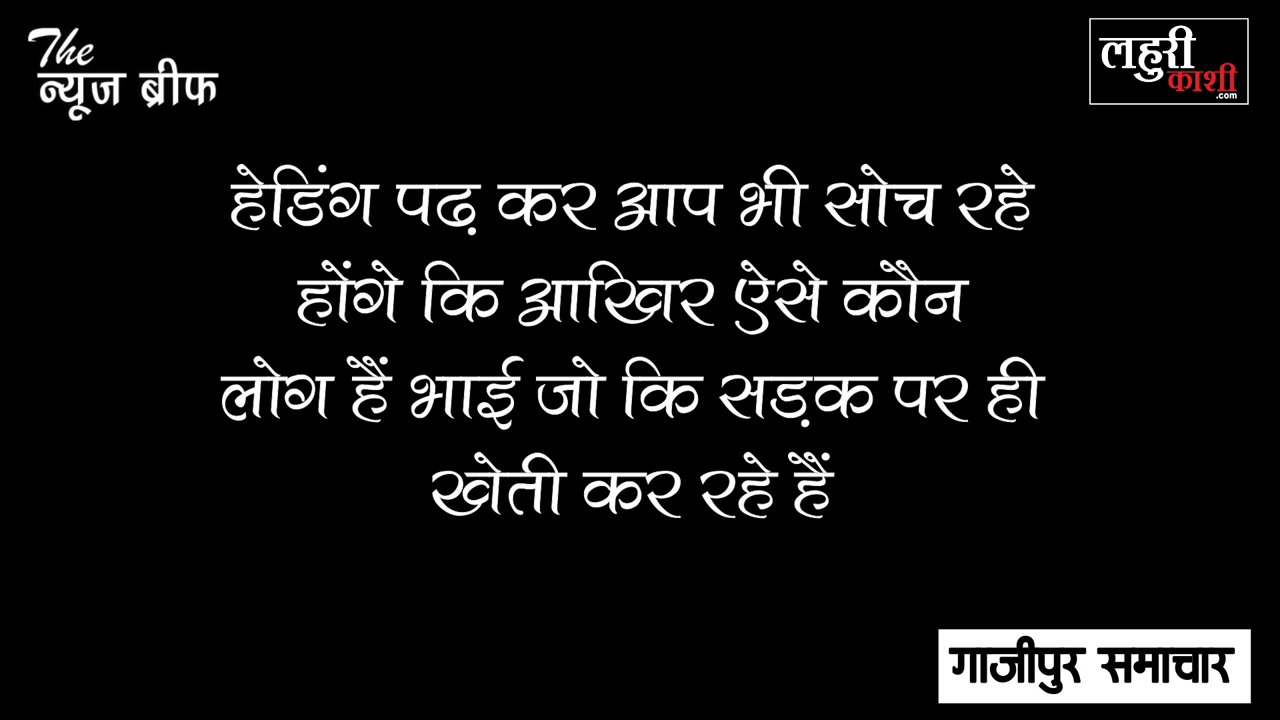 The
न्यूज ब्रीफ
लहुरी
काशी
.com
हेडिंग पढ़ कर आप भी सोच रहे
होंगे कि आखिर ऐसे कौन
लोग हैं भाई जो कि सड़क पर ही
खेती कर रहे हैं
गाजीपुर समाचार